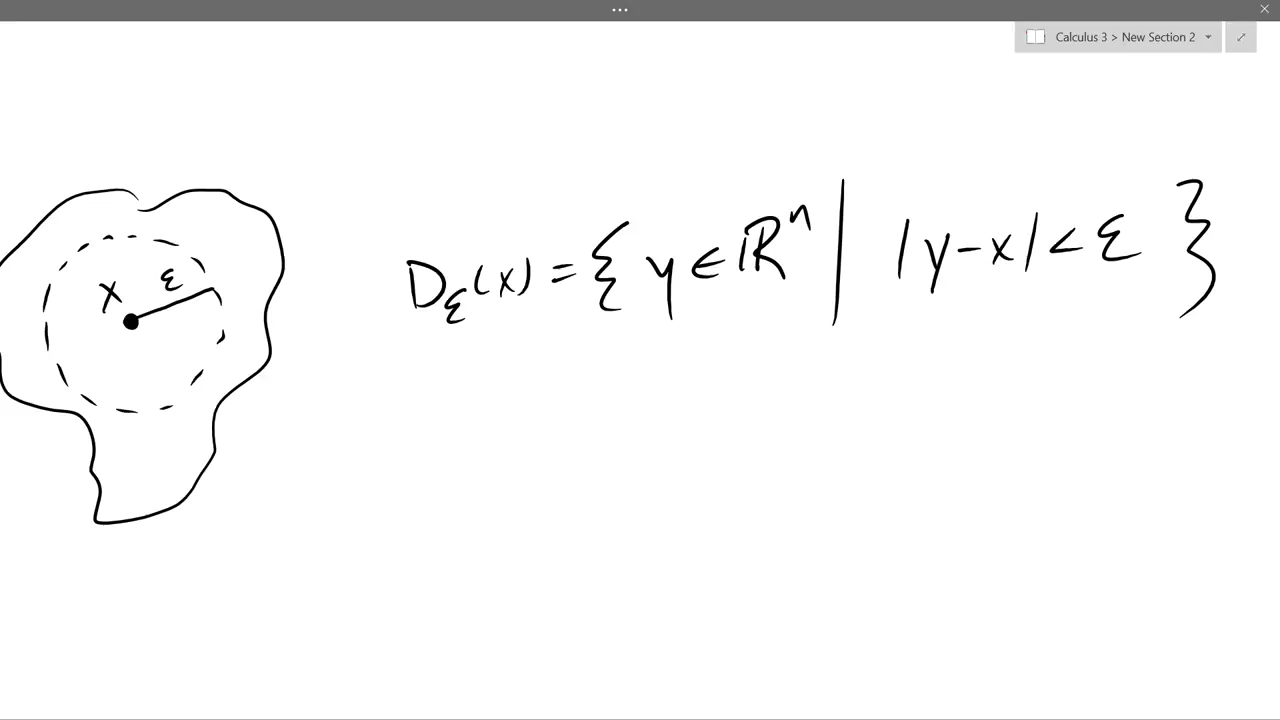 Calculus 3 > New Section 2
x ε
D_ε(x) = { y ∈ ℝⁿ | |y-x| < ε }